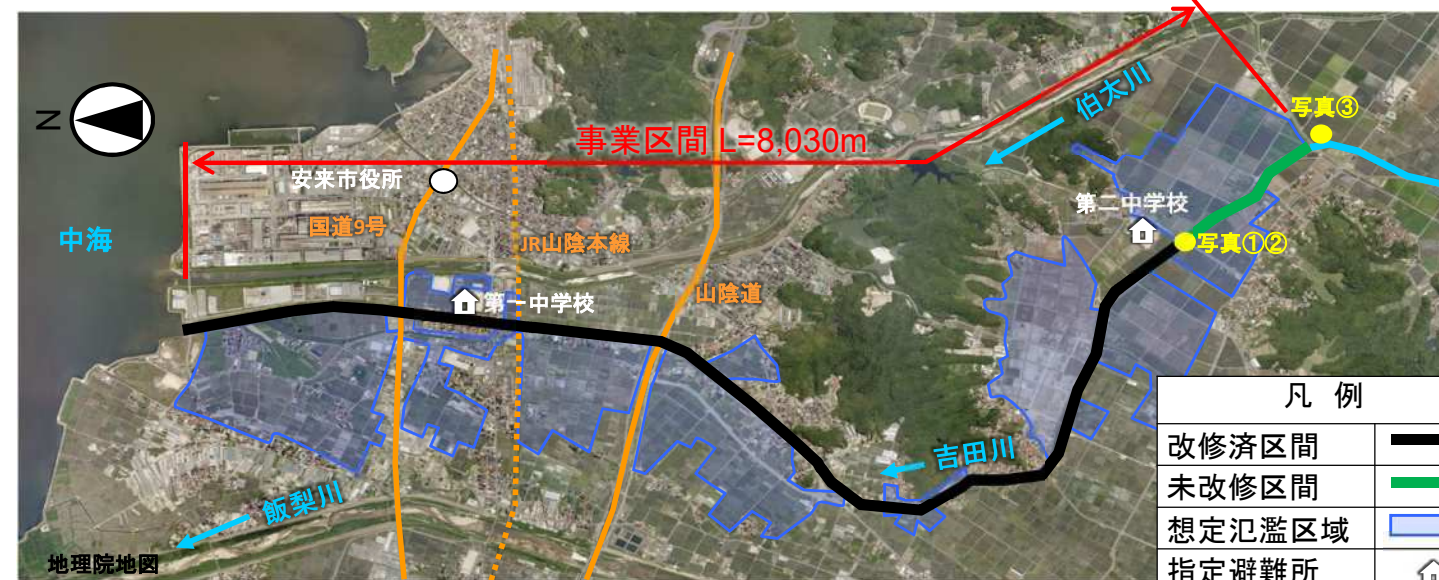 N
事業区間 L=8,030m
伯太川
写真③
安来市役所
第二中学校
中海
国道9号
JR山陰本線
写真①②
第一中学校
山陰道
吉田川
飯梨川
地理院地図
凡 例
改修済区間
未改修区間
想定氾濫区域
指定避難所